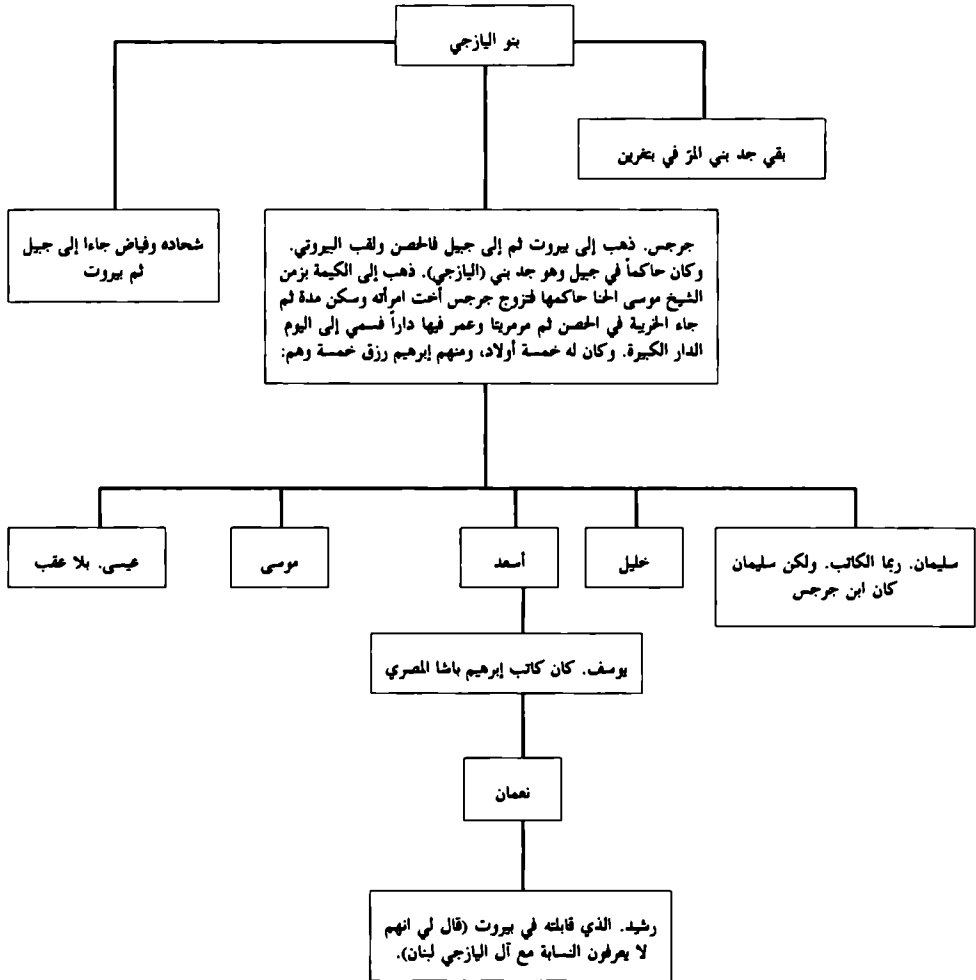 بنو اليازجي
بقي جد بني المرّ في بتغرين
جرجس. ذهب إلى بيروت ثم إلى جبيل فالحصن ولقب البيروتي.
وكان حاكماً في جبيل وهو جد بني (اليازجي). ذهب إلى الكيمة بزمن
الشيخ موسى الحنا حاكمها فتزوج جرجس أخت امرأته وسكن مدة ثم
جاء الخريبة في الحصن ثم مرمريتا وعمر فيها داراً فسمي إلى اليوم
الدار الكبيرة. وكان له خمسة أولاد، ومنهم إبرهيم رزق خمسة وهم:
شحاده وفياض جاءا إلى جبيل
ثم بيروت
سليمان. ربما الكاتب. ولكن سليمان
كان ابن جرجس
خليل
أسعد
موسى
عيسى. بلا عقب
يوسف. كان كاتب إبرهيم باشا المصري
نعمان
رشيد. الذي قابلته في بيروت (قال لي انهم
لا يعرفون النسابة مع آل اليازجي لبنان).